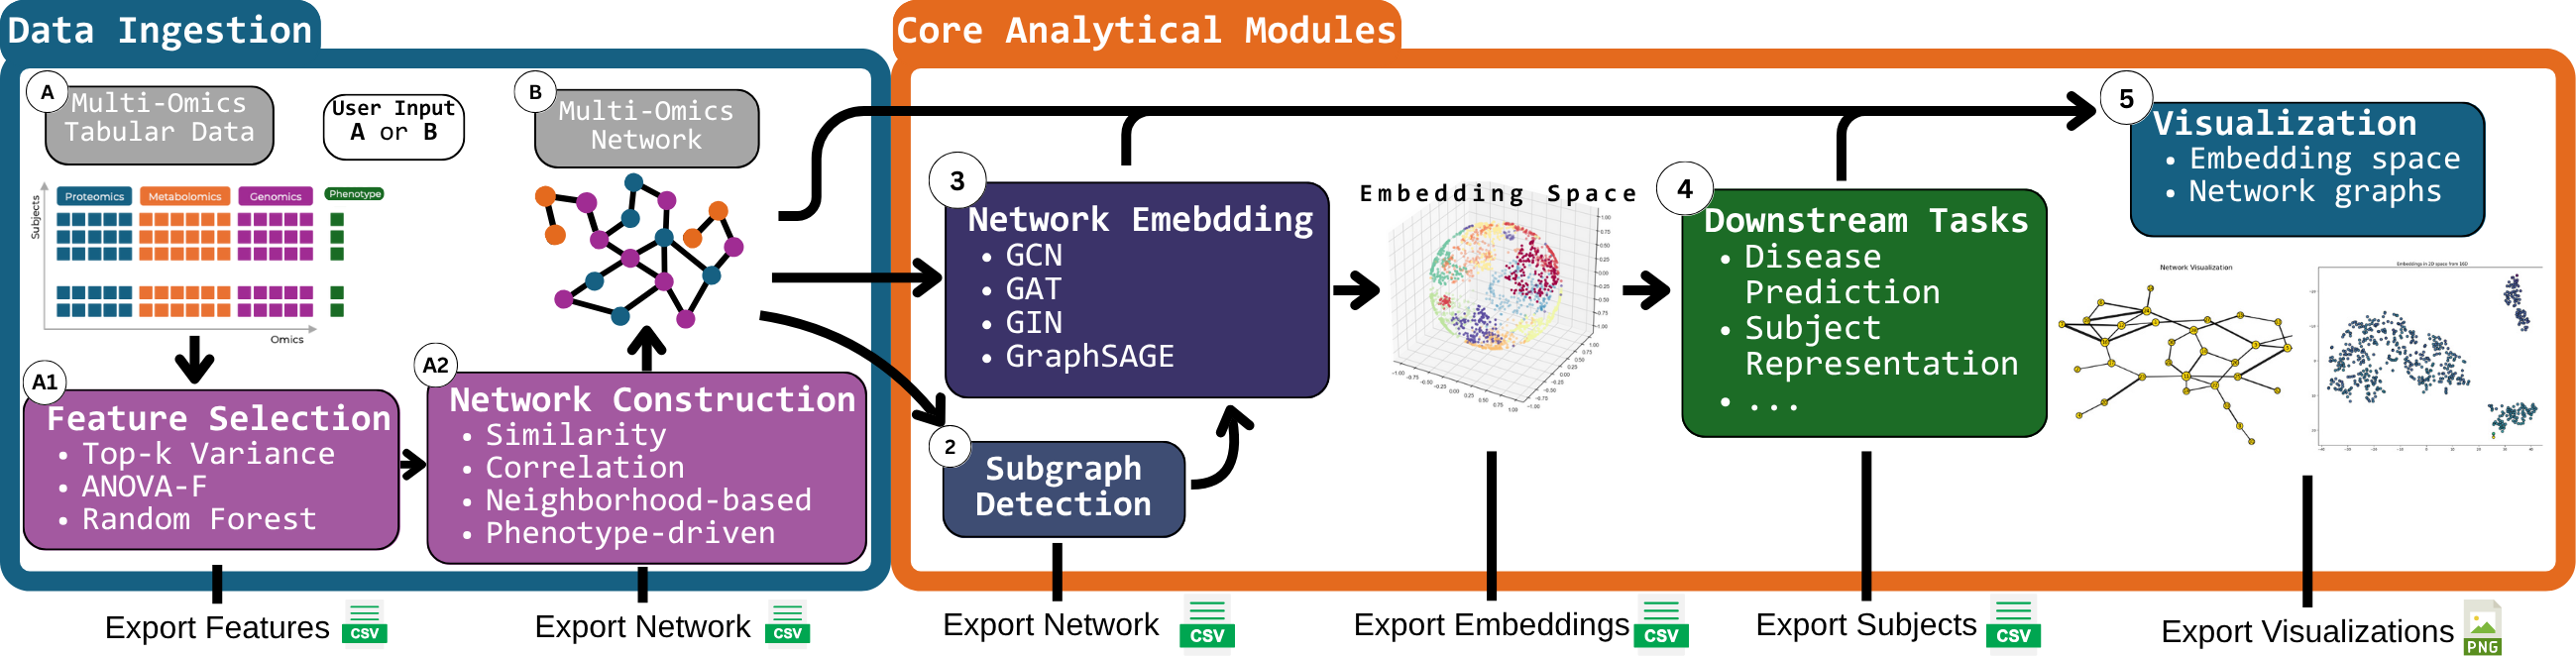 Data Ingestion
Core Analytical Modules
A
Multi-Omics
Tabular Data
User Input
A or B
B
Multi-Omics
Network
Subjects
Proteomics
Metabolomics
Genomics
Phenotype
Omics
A1
Feature Selection
• Top-k Variance
• ANOVA-F
• Random Forest
A2
Network Construction
• Similarity
• Correlation
• Neighborhood-based
• Phenotype-driven
3
Network Emebdding
• GCN
• GAT
• GIN
• GraphSAGE
2
Subgraph
Detection
Embedding Space
4
Downstream Tasks
• Disease
Prediction
• Subject
Representation
• ...
5
Visualization
• Embedding space
• Network graphs
Network Visualization
Embeddings in 2D space from 16D
Export Features
CSV
Export Network
CSV
Export Network
CSV
Export Embeddings
CSV
Export Subjects
CSV
Export Visualizations
PNG